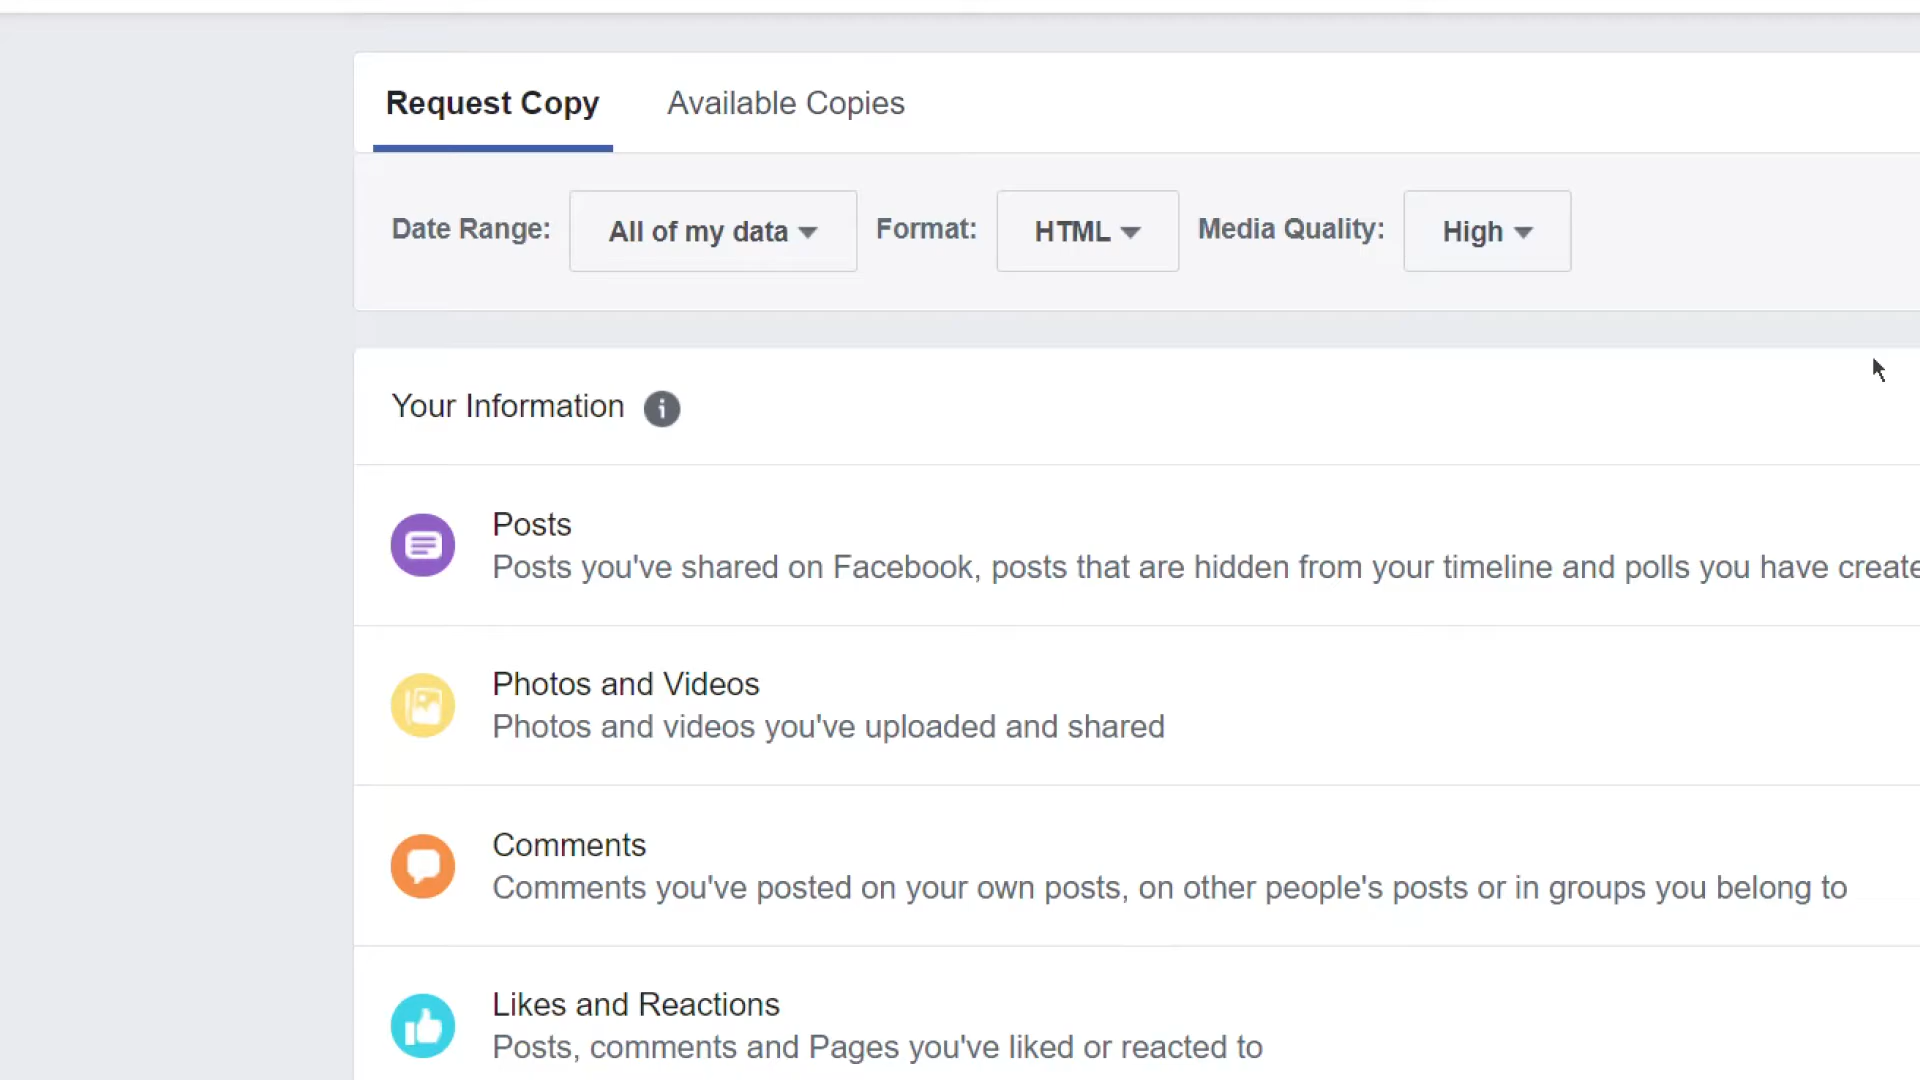 Request Copy Available Copies
Date Range: All of my data Format: HTML Media Quality: High
Your Information
Posts
Posts you've shared on Facebook, posts that are hidden from your timeline and polls you have create
Photos and Videos
Photos and videos you've uploaded and shared
Comments
Comments you've posted on your own posts, on other people's posts or in groups you belong to
Likes and Reactions
Posts, comments and Pages you've liked or reacted to